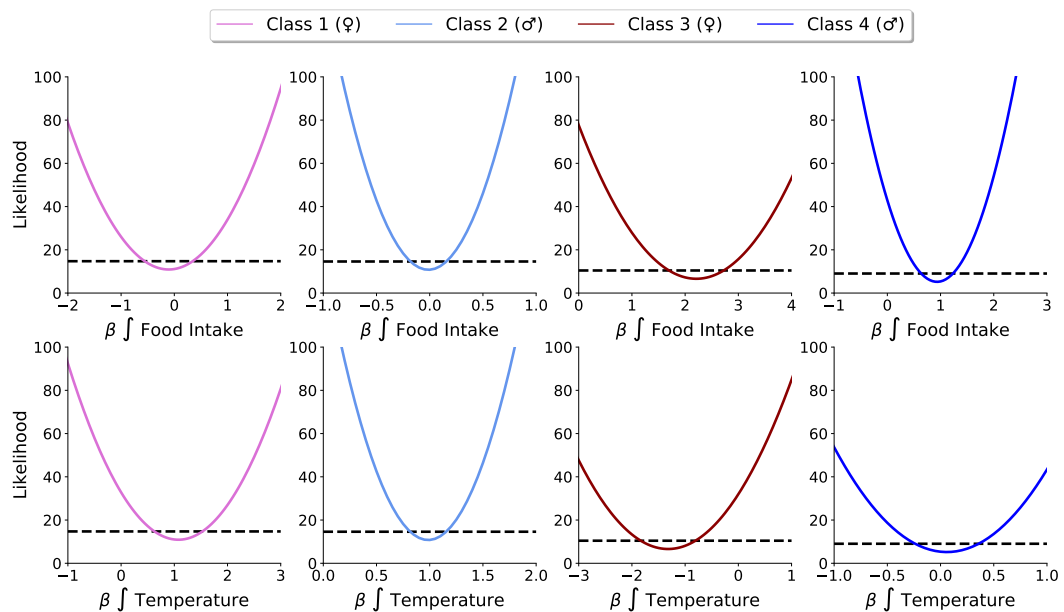 Class 1 (♀) Class 2 (♂) Class 3 (♀) Class 4 (♂)
Likelihood
100 80 60 40 20 0
−2 −1 0 1 2
β ∫ Food Intake
100 80 60 40 20 0
−1.0 −0.5 0.0 0.5 1.0
β ∫ Food Intake
100 80 60 40 20 0
0 1 2 3 4
β ∫ Food Intake
100 80 60 40 20 0
−1 0 1 2 3
β ∫ Food Intake
Likelihood
100 80 60 40 20 0
−1 0 1 2 3
β ∫ Temperature
100 80 60 40 20 0
0.0 0.5 1.0 1.5 2.0
β ∫ Temperature
100 80 60 40 20 0
−3 −2 −1 0 1
β ∫ Temperature
100 80 60 40 20 0
−1.0 −0.5 0.0 0.5 1.0
β ∫ Temperature